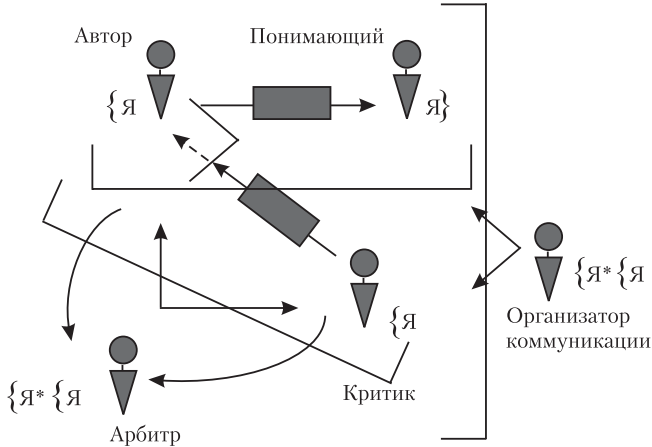 Автор
Понимающий
{Я
Я}
{Я* {Я
Организатор
коммуникации
{Я
Критик
{Я* {Я
Арбитр